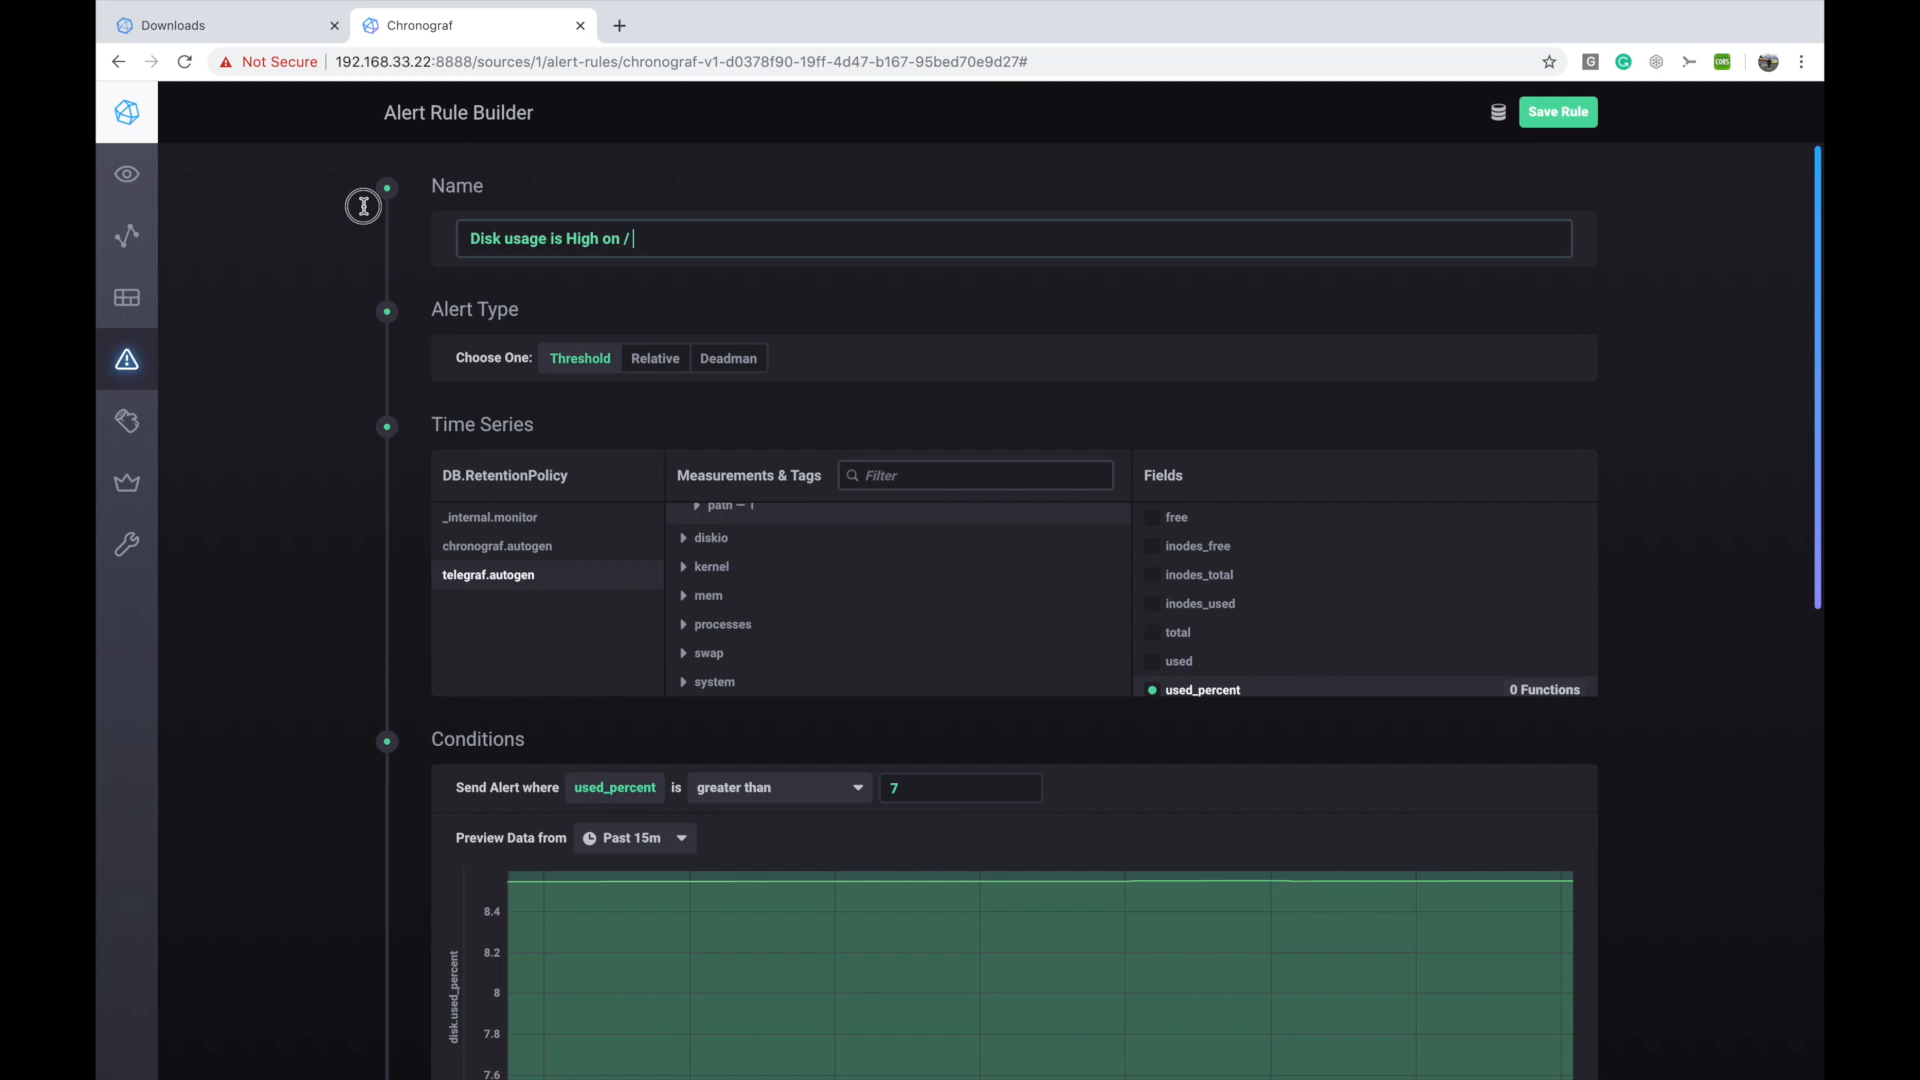 Downloads
Chronograf
Not Secure
192.168.33.22:8888/sources/1/alert-rules/chronograf-v1-d0378f90-19ff-4d47-b167-95bed70e9d27#
G
CORS
Alert Rule Builder
Save Rule
Name
Disk usage is High on /
Alert Type
Choose One:
Threshold
Relative
Deadman
Time Series
DB.RetentionPolicy
Measurements & Tags
Filter
Fields
_internal.monitor
chronograf.autogen
telegraf.autogen
path — 1
diskio
kernel
mem
processes
swap
system
free
inodes_free
inodes_total
inodes_used
total
used
used_percent
0 Functions
Conditions
Send Alert where used_percent is greater than 7
Preview Data from Past 15m
disk.used_percent
8.4
8.2
8
7.8
7.6